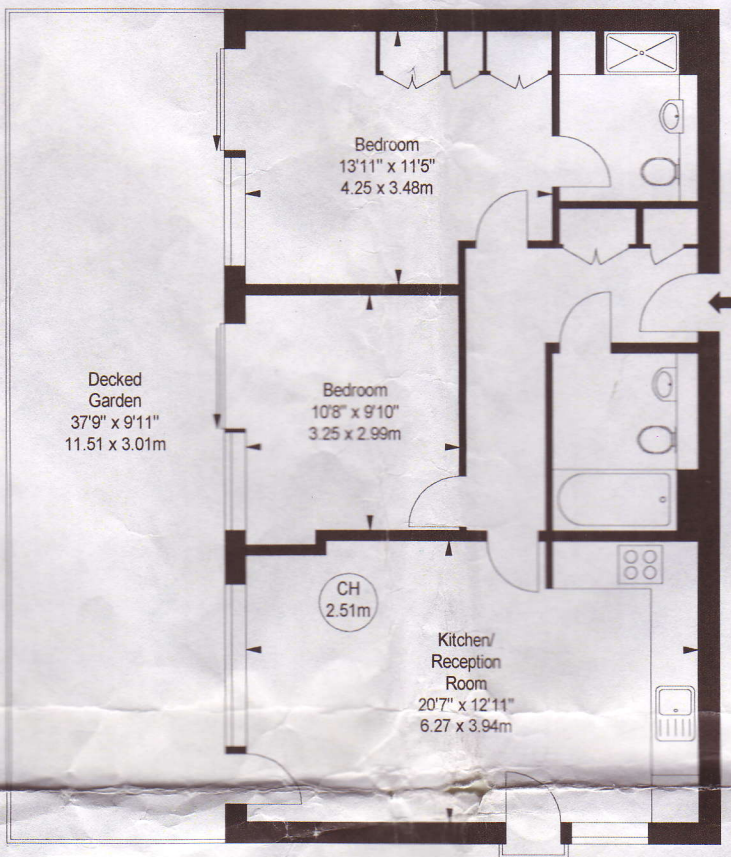 Bedroom
13'11" x 11'5"
4.25 x 3.48m
Decked
Garden
37'9" x 9'11"
11.51 x 3.01m
Bedroom
10'8" x 9'10"
3.25 x 2.99m
CH
2.51m
Kitchen/
Reception
Room
20'7" x 12'11"
6.27 x 3.94m